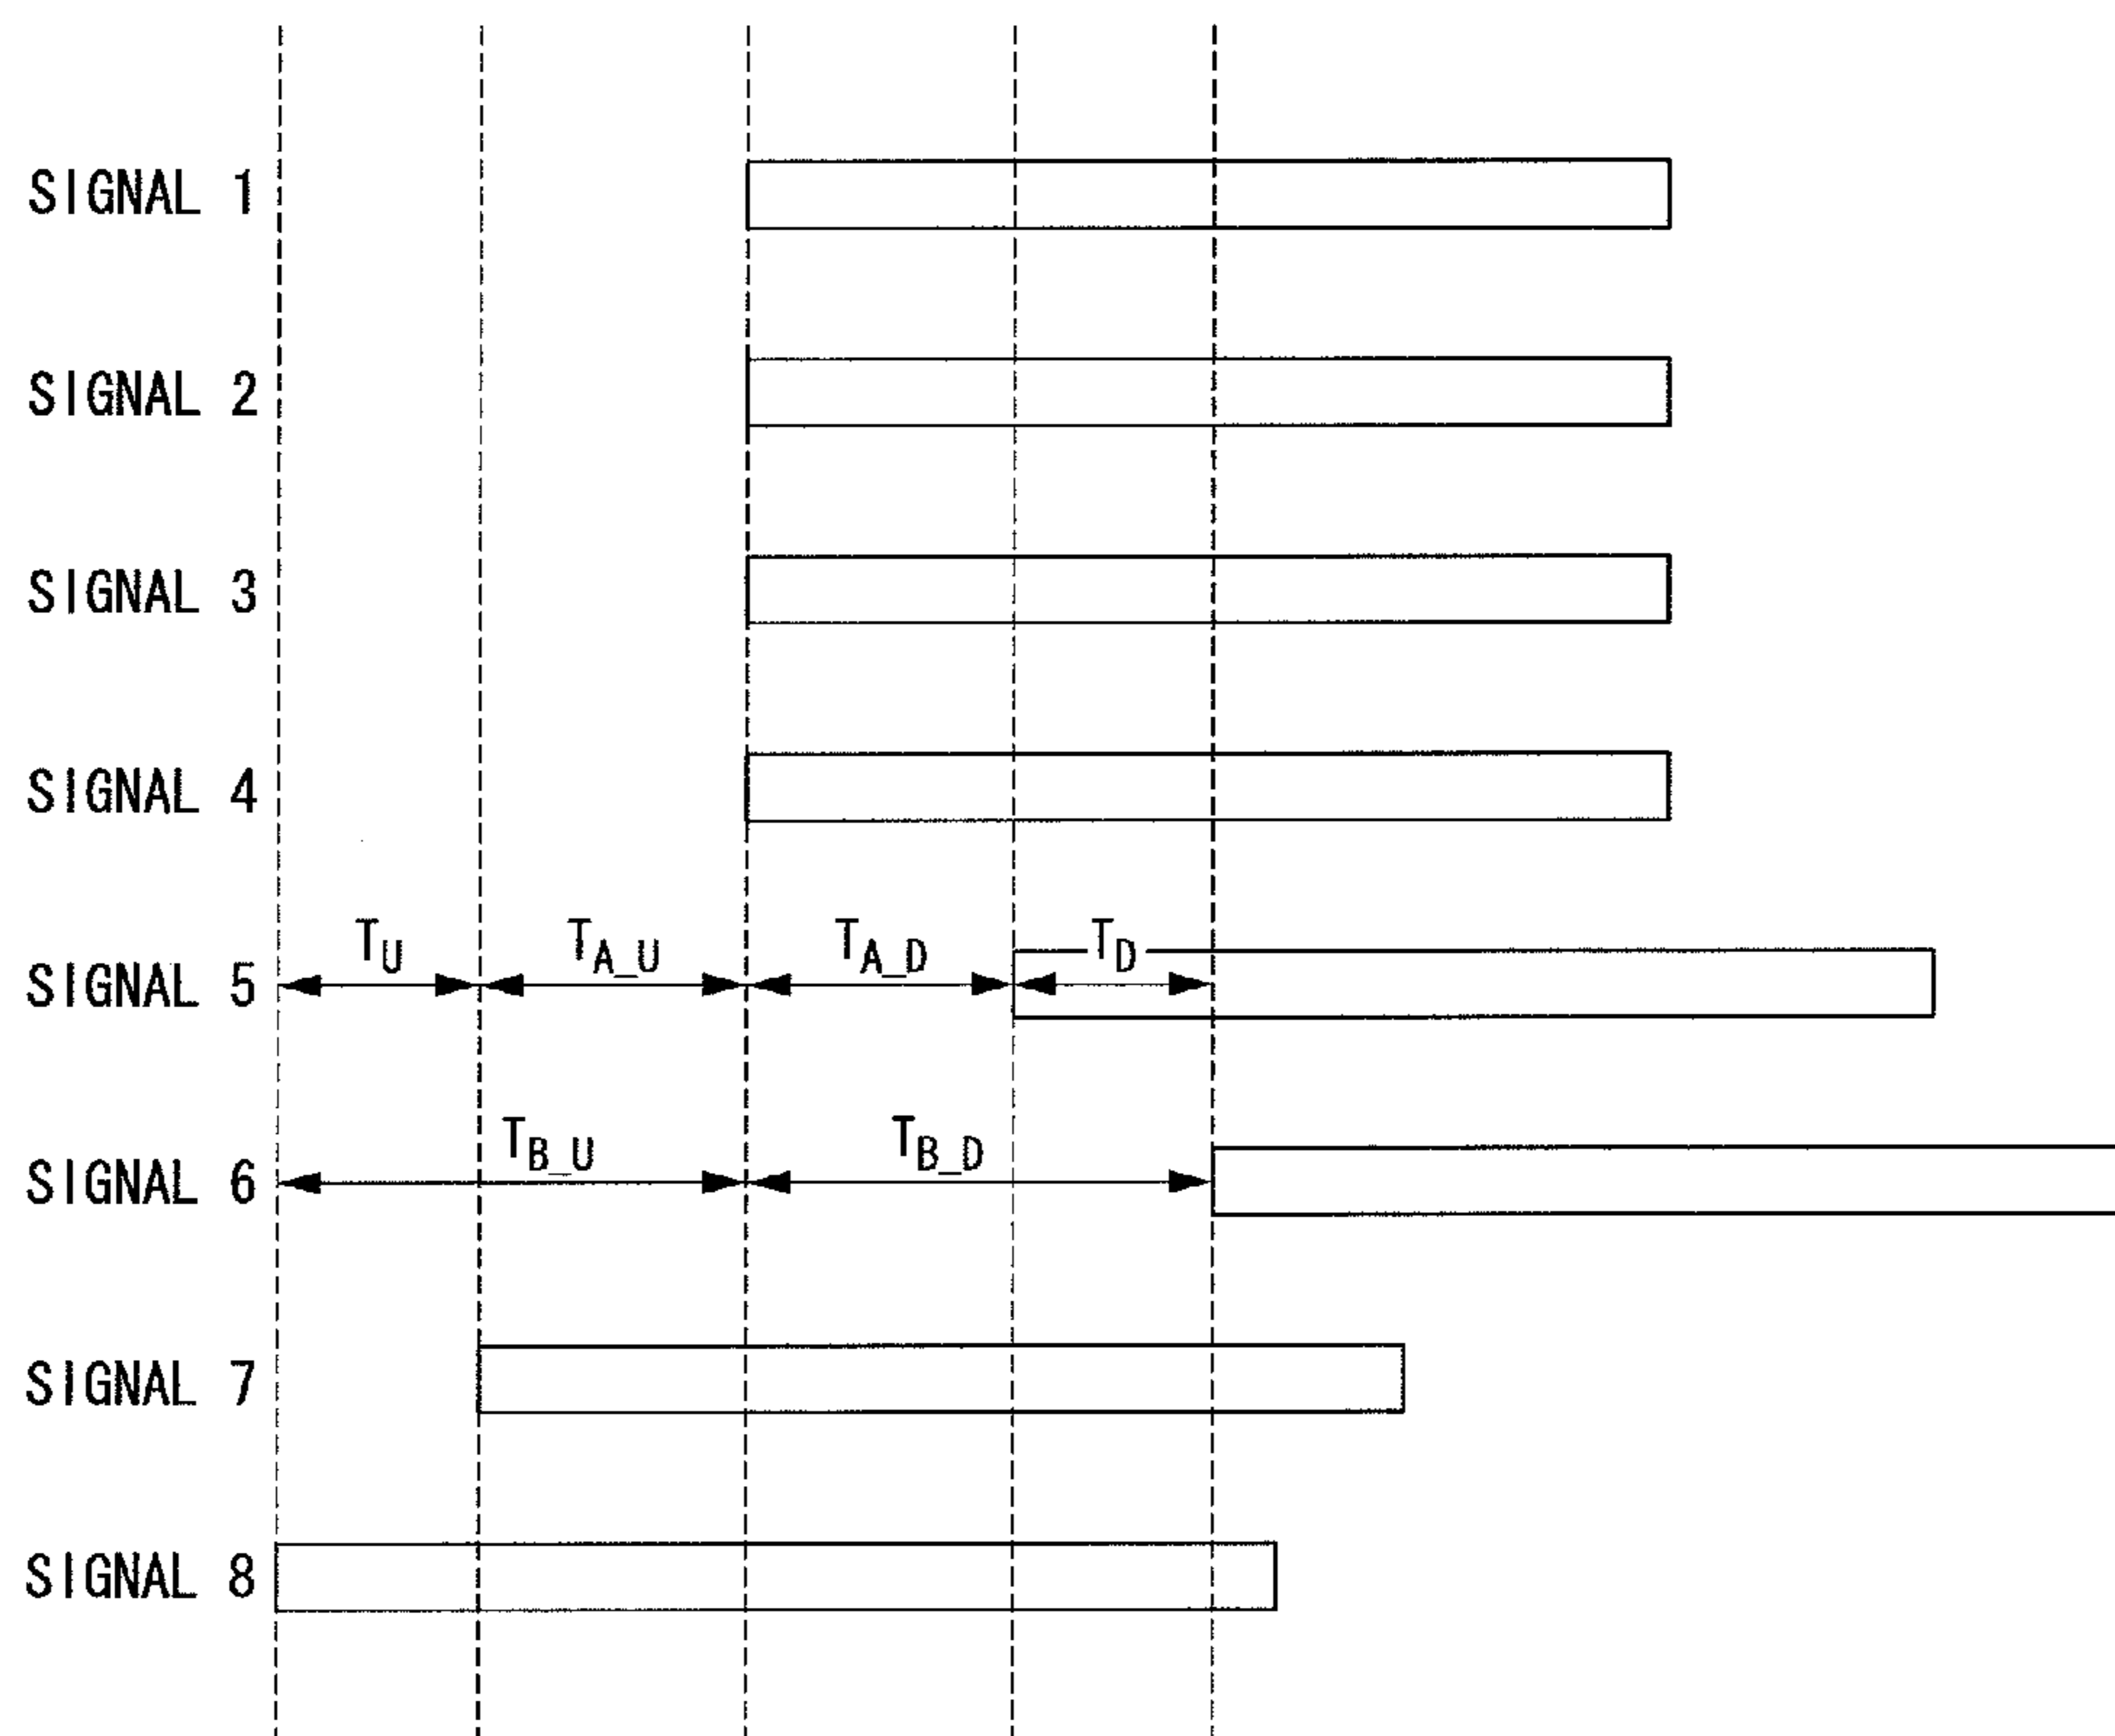 SIGNAL 1
SIGNAL 2
SIGNAL 3
SIGNAL 4
SIGNAL 5 T_U T_A_U T_A_D T_D
SIGNAL 6 T_B_U T_B_D
SIGNAL 7
SIGNAL 8